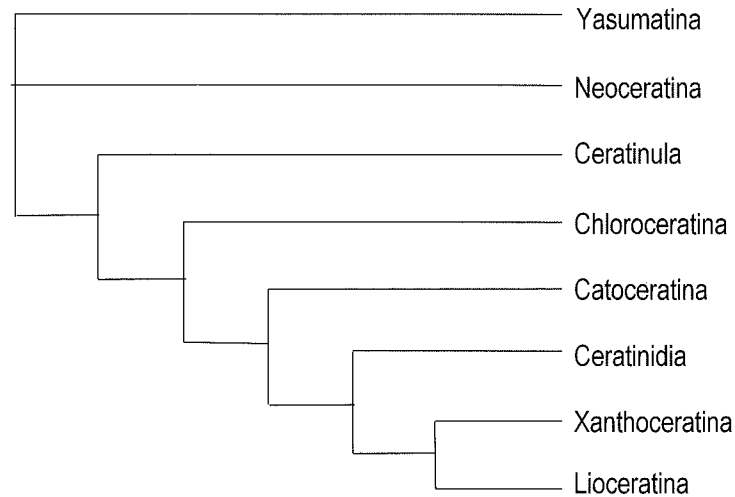 Yasumatina
Neoceratina
Ceratinula
Chloroceratina
Catoceratina
Ceratinidia
Xanthoceratina
Lioceratina